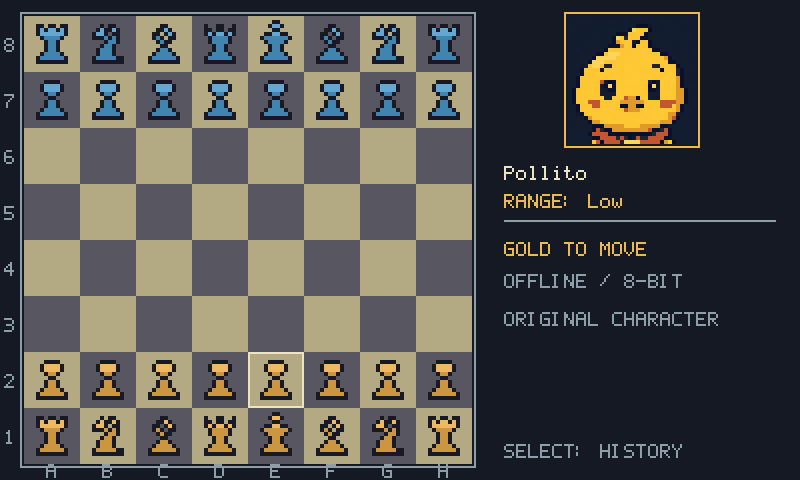 8
7
6
5
4
3
2
1
A B C D E F G H
Pollito
RANGE: Low
GOLD TO MOVE
OFFLINE / 8-BIT
ORIGINAL CHARACTER
SELECT: HISTORY